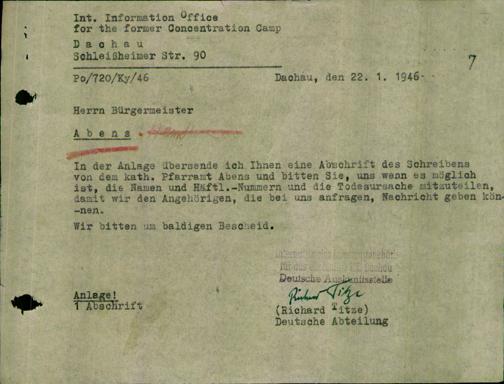 Int. Information Office
for the former Concentration Camp
Dachau
Schleißheimer Str. 90
7
Po/720/Ky/46
Dachau, den 22. 1. 1946
Herrn Bürgermeister
Abens.
In der Anlage übersende ich Ihnen eine Abschrift des Schreibens
von dem kath. Pfarramt Abens und bitten Sie, uns wenn es möglich
ist, die Namen und Häftl.-Nummern und die Todesursache mitzuteilen,
damit wir den Angehörigen, die bei uns anfragen, Nachricht geben kön-
-nen.
Wir bitten um baldigen Bescheid.
Dachau
Deutsche Auskunftsstelle
Richard Titze
Anlage!
1 Abschrift
(Richard Titze)
Deutsche Abteilung